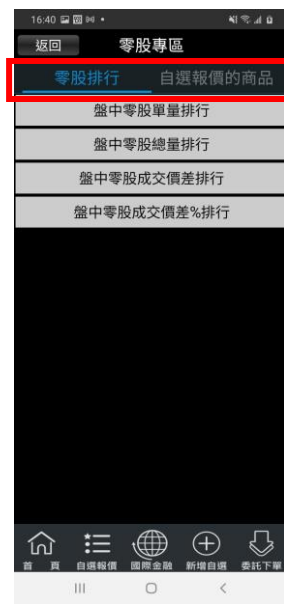 16:40
返回 零股專區
零股排行 自選報價的商品
盤中零股單量排行
盤中零股總量排行
盤中零股成交價差排行
盤中零股成交價差%排行
首頁 自選報價 國際金融 新增自選 委託下單